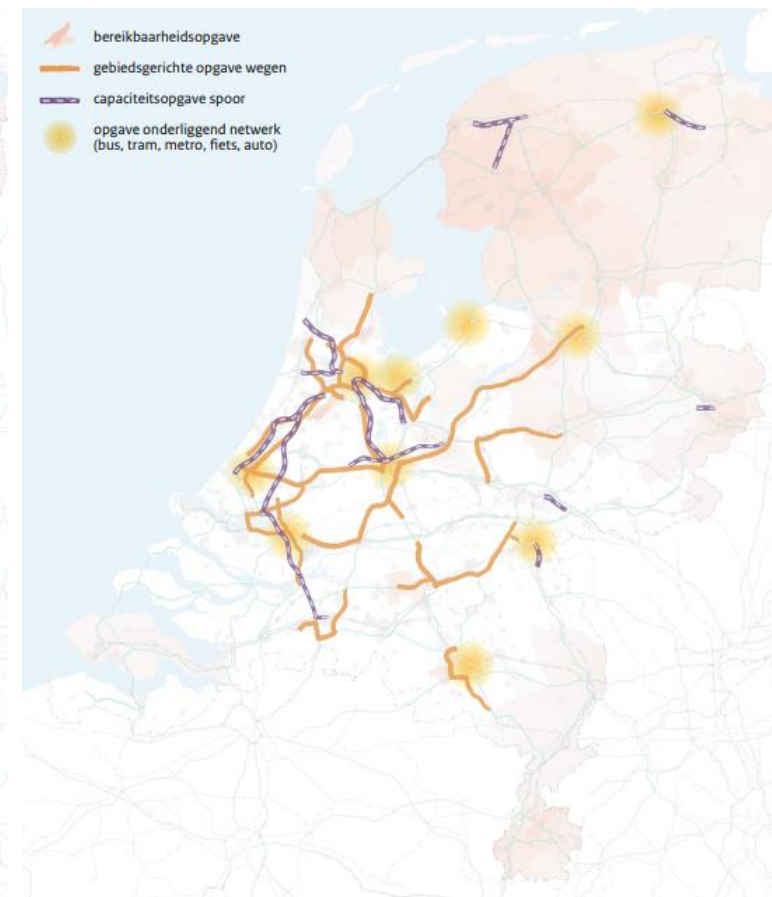 bereikbaarheidsopgave
gebiedsgerichte opgave wegen
capaciteitsopgave spoor
opgave onderliggend netwerk
(bus, tram, metro, fiets, auto)